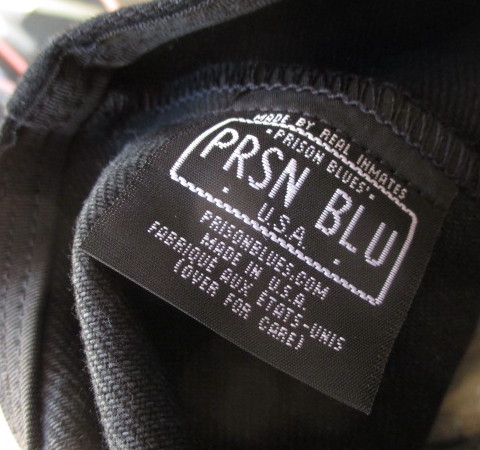 MADE BY REAL INMATES
·PRISON BLUES·
PRSN BLU
· U.S.A. ·
PRISONBLUES.COM
MADE IN U.S.A.
FABRIQUE AUX ETATS-UNIS
(OVER FOR CARE)